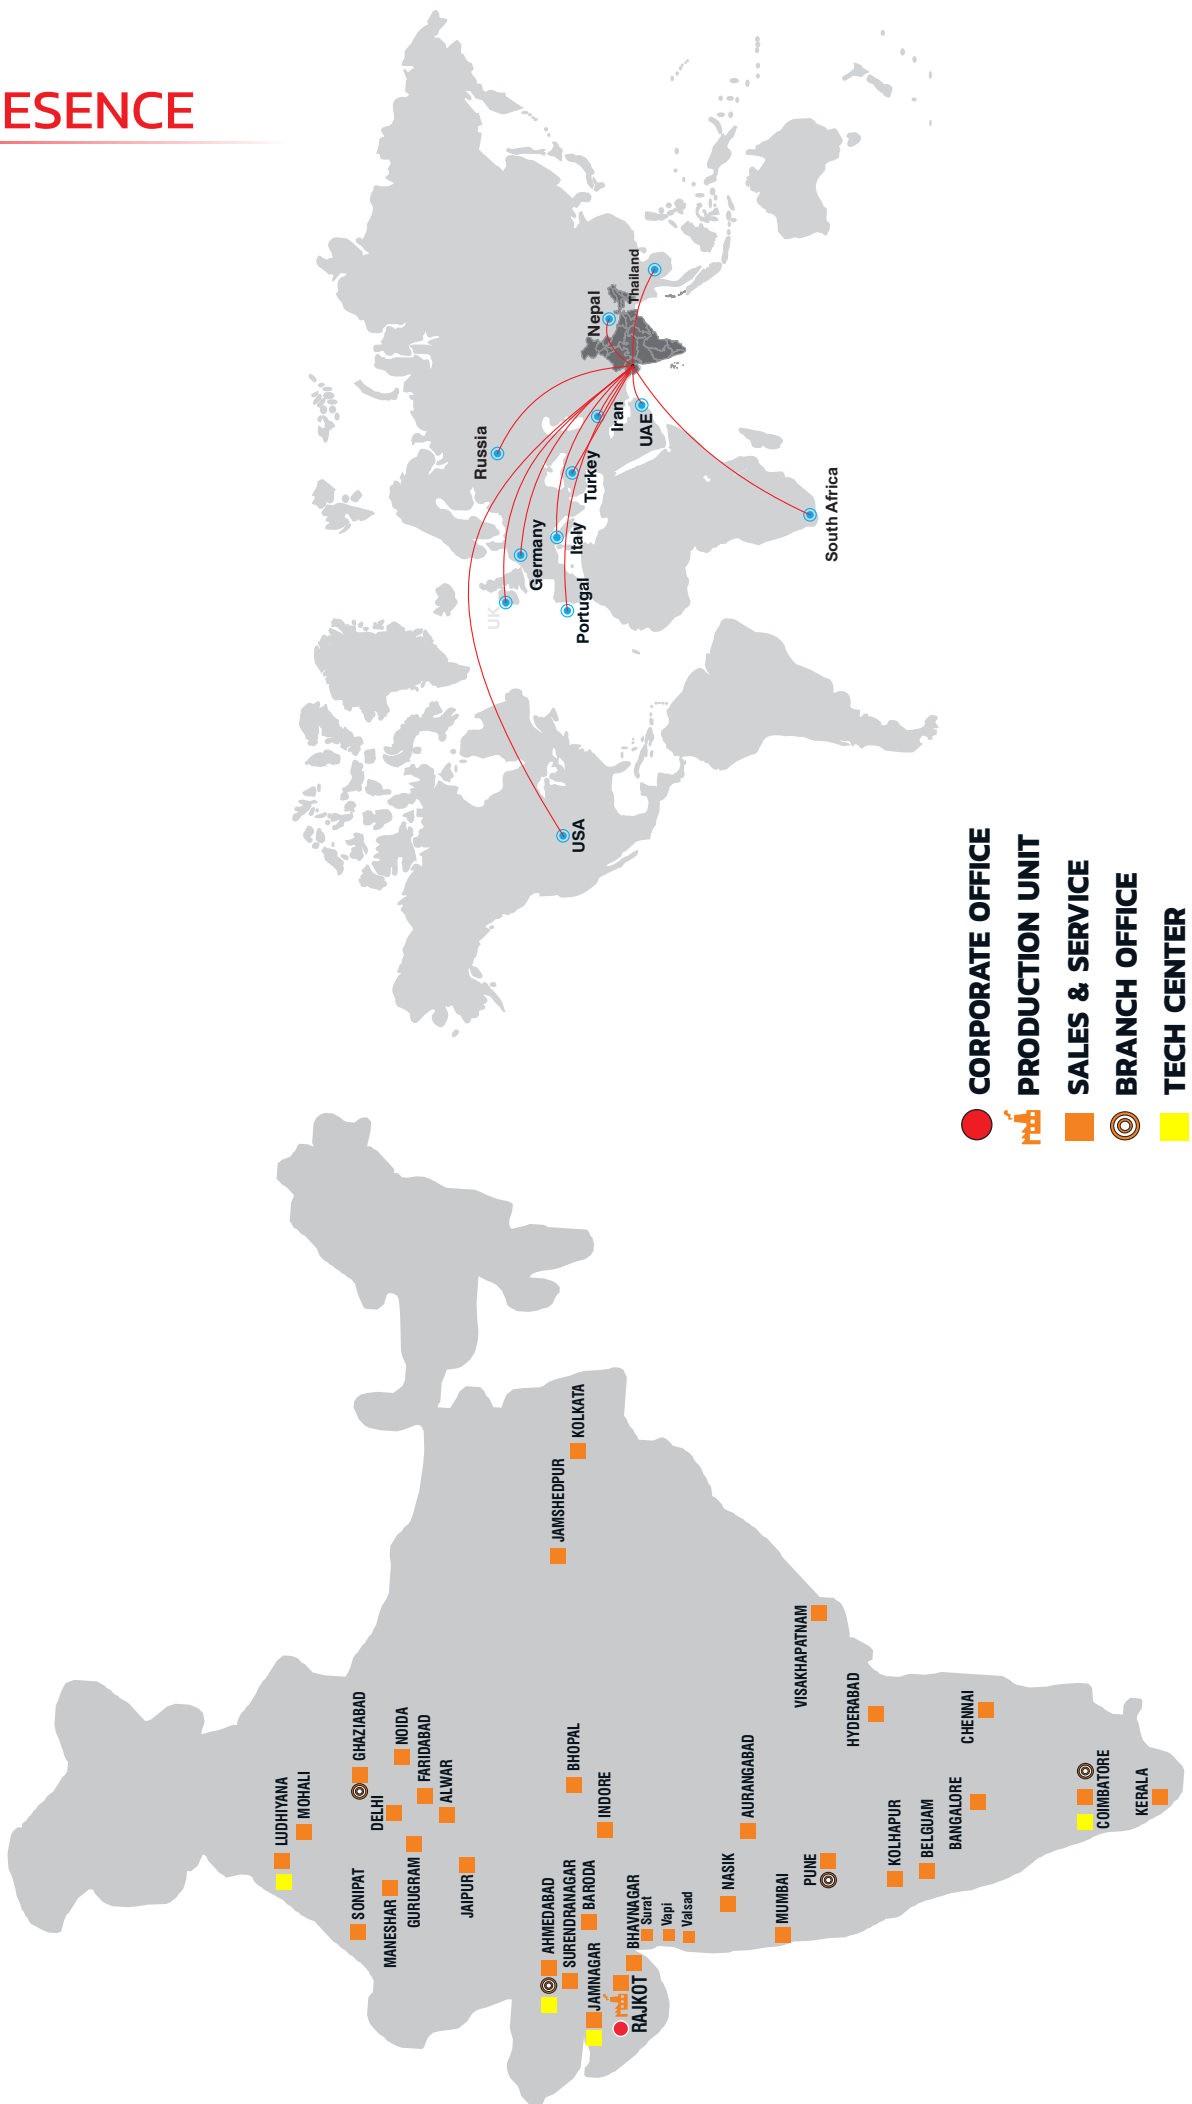 ESENCE
LUDHIYANA
MOHALI
SONIPAT
GHAZIABAD
DELHI
NOIDA
MANESHAR
GURUGRAM
FARIDABAD
ALWAR
JAIPUR
AHMEDABAD
SURENDRANAGAR
BARODA
JAMNAGAR
BHAVNAGAR
RAJKOT
Surat
Vapi
Valsad
BHOPAL
INDORE
JAMSHEDPUR
KOLKATA
NASIK
AURANGABAD
MUMBAI
PUNE
VISAKHAPATNAM
HYDERABAD
KOLHAPUR
BELGUAM
BANGALORE
CHENNAI
COIMBATORE
KERALA
USA
UK
Germany
Portugal
Italy
Turkey
Russia
Iran
UAE
Nepal
Thailand
South Africa
CORPORATE OFFICE
PRODUCTION UNIT
SALES & SERVICE
BRANCH OFFICE
TECH CENTER